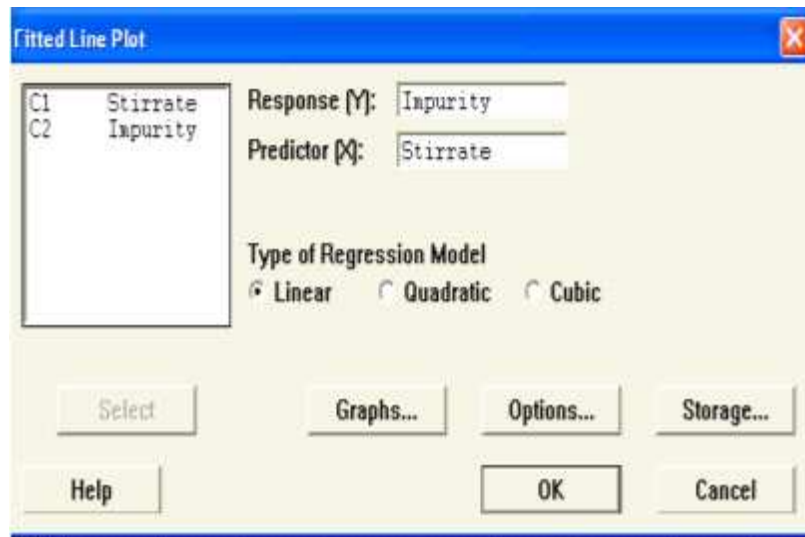 Fitted Line Plot
C1 Stirrate
C2 Impurity
Response (Y): Impurity
Predictor (X): Stirrate
Type of Regression Model
Linear Quadratic Cubic
Select Graphs... Options... Storage...
Help OK Cancel